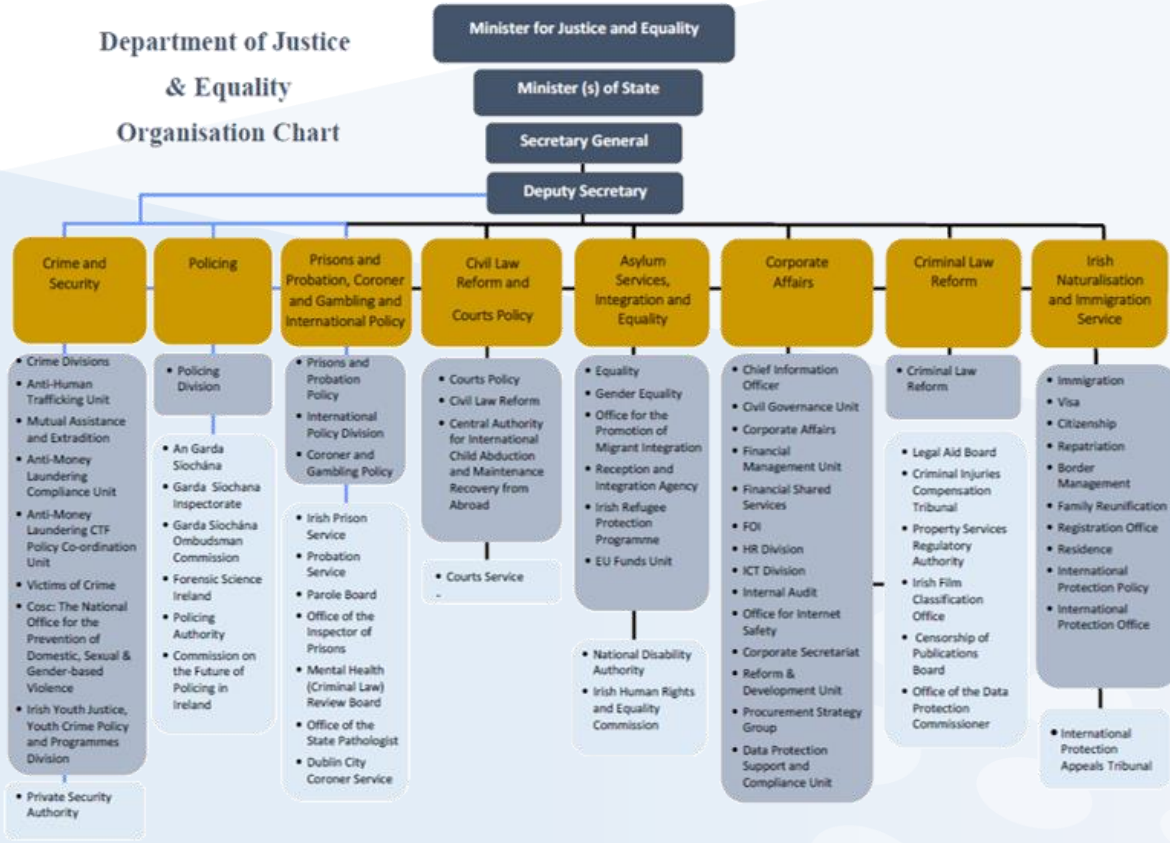 Department of Justice
& Equality
Organisation Chart
Minister for Justice and Equality
Minister (s) of State
Secretary General
Deputy Secretary
Crime and
Security
• Crime Divisions
• Anti-Human
Trafficking Unit
• Mutual Assistance
and Extradition
• Anti-Money
Laundering
Compliance Unit
• Anti-Money
Laundering CTF
Policy Co-ordination
Unit
• Victims of Crime
• Cosc: The National
Office for the
Prevention of
Domestic, Sexual &
Gender-based
Violence
• Irish Youth Justice,
Youth Crime Policy
and Programmes
Division
• Private Security
Authority
Policing
• Policing
Division
• An Garda
Síochána
• Garda Síochana
Inspectorate
• Garda Síochána
Ombudsman
Commission
• Forensic Science
Ireland
• Policing
Authority
• Commission on
the Future of
Policing in
Ireland
Prisons and
Probation, Coroner
and Gambling and
International Policy
• Prisons and
Probation
Policy
• International
Policy Division
• Coroner and
Gambling Policy
• Irish Prison
Service
• Probation
Service
• Parole Board
• Office of the
Inspector of
Prisons
• Mental Health
(Criminal Law)
Review Board
• Office of the
State Pathologist
• Dublin City
Coroner Service
Civil Law
Reform and
Courts Policy
• Courts Policy
• Civil Law Reform
• Central Authority
for International
Child Abduction
and Maintenance
Recovery from
Abroad
• Courts Service
Asylum
Services,
Integration and
Equality
• Equality
• Gender Equality
• Office for the
Promotion of
Migrant Integration
• Reception and
Integration Agency
• Irish Refugee
Protection
Programme
• EU Funds Unit
• National Disability
Authority
• Irish Human Rights
and Equality
Commission
Corporate
Affairs
• Chief Information
Officer
• Civil Governance Unit
• Corporate Affairs
• Financial
Management Unit
• Financial Shared
Services
• FOI
• HR Division
• ICT Division
• Internal Audit
• Office for Internet
Safety
• Corporate Secretariat
• Reform &
Development Unit
• Procurement Strategy
Group
• Data Protection
Support and
Compliance Unit
Criminal Law
Reform
• Criminal Law
Reform
• Legal Aid Board
• Criminal Injuries
Compensation
Tribunal
• Property Services
Regulatory
Authority
• Irish Film
Classification
Office
• Censorship of
Publications
Board
• Office of the Data
Protection
Commissioner
Irish
Naturalisation
and Immigration
Service
• Immigration
• Visa
• Citizenship
• Repatriation
• Border
Management
• Family Reunification
• Registration Office
• Residence
• International
Protection Policy
• International
Protection Office
• International
Protection
Appeals Tribunal